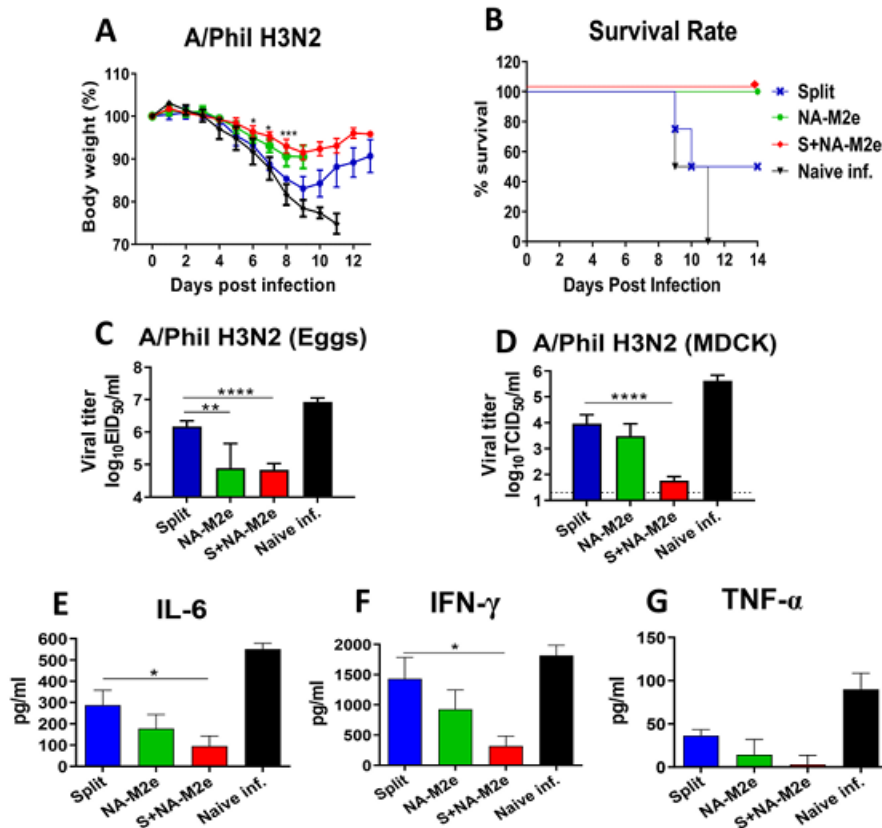 A
A/Phil H3N2
Body weight (%)
110
100
90
80
70
*
*
***
0 2 4 6 8 10 12
Days post infection
B
Survival Rate
% survival
120
100
80
60
40
20
0
0 2 4 6 8 10 12 14
Days Post Infection
Split
NA-M2e
S+NA-M2e
Naive inf.
C
A/Phil H3N2 (Eggs)
Viral titer
log10EID50/ml
8
7
6
5
4
****
**
Split
NA-M2e
S+NA-M2e
Naive inf.
D
A/Phil H3N2 (MDCK)
Viral titer
log10TCID50/ml
6
5
4
3
2
1
****
Split
NA-M2e
S+NA-M2e
Naive inf.
E
IL-6
pg/ml
600
500
400
300
200
100
0
*
Split
NA-M2e
S+NA-M2e
Naive inf.
F
IFN-γ
pg/ml
2000
1500
1000
500
0
*
Split
NA-M2e
S+NA-M2e
Naive inf.
G
TNF-α
pg/ml
150
100
50
0
Split
NA-M2e
S+NA-M2e
Naive inf.